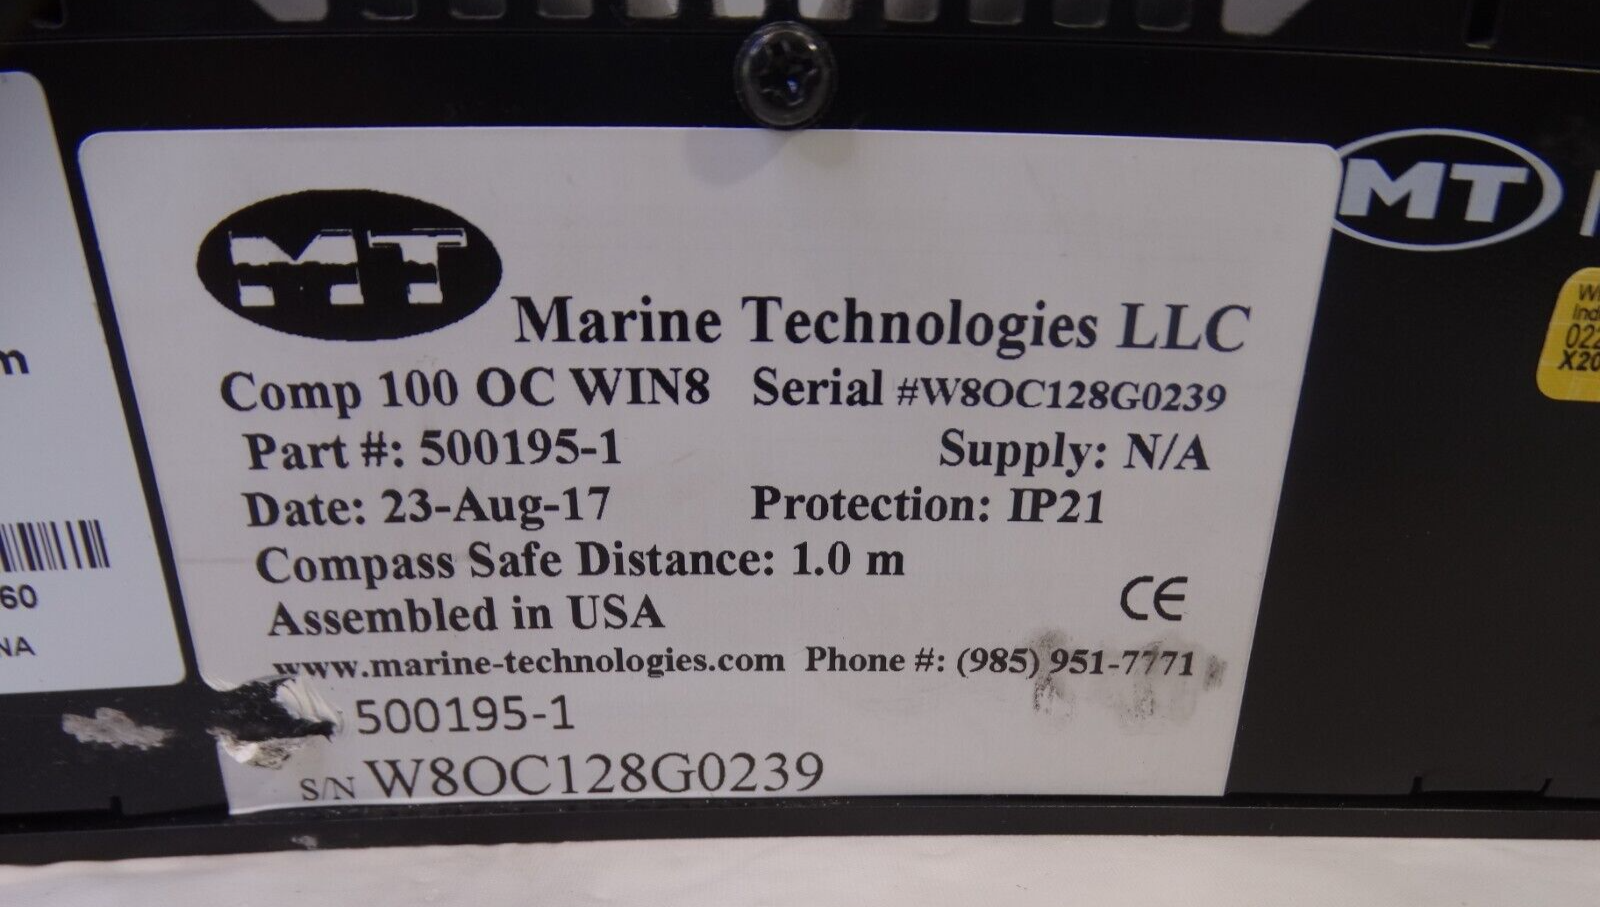 MT
Marine Technologies LLC
Comp 100 OC WIN8 Serial #W8OC128G0239
Part #: 500195-1 Supply: N/A
Date: 23-Aug-17 Protection: IP21
Compass Safe Distance: 1.0 m
Assembled in USA CE
www.marine-technologies.com Phone #: (985) 951-7771
500195-1
S/N W8OC128G0239
MT
60